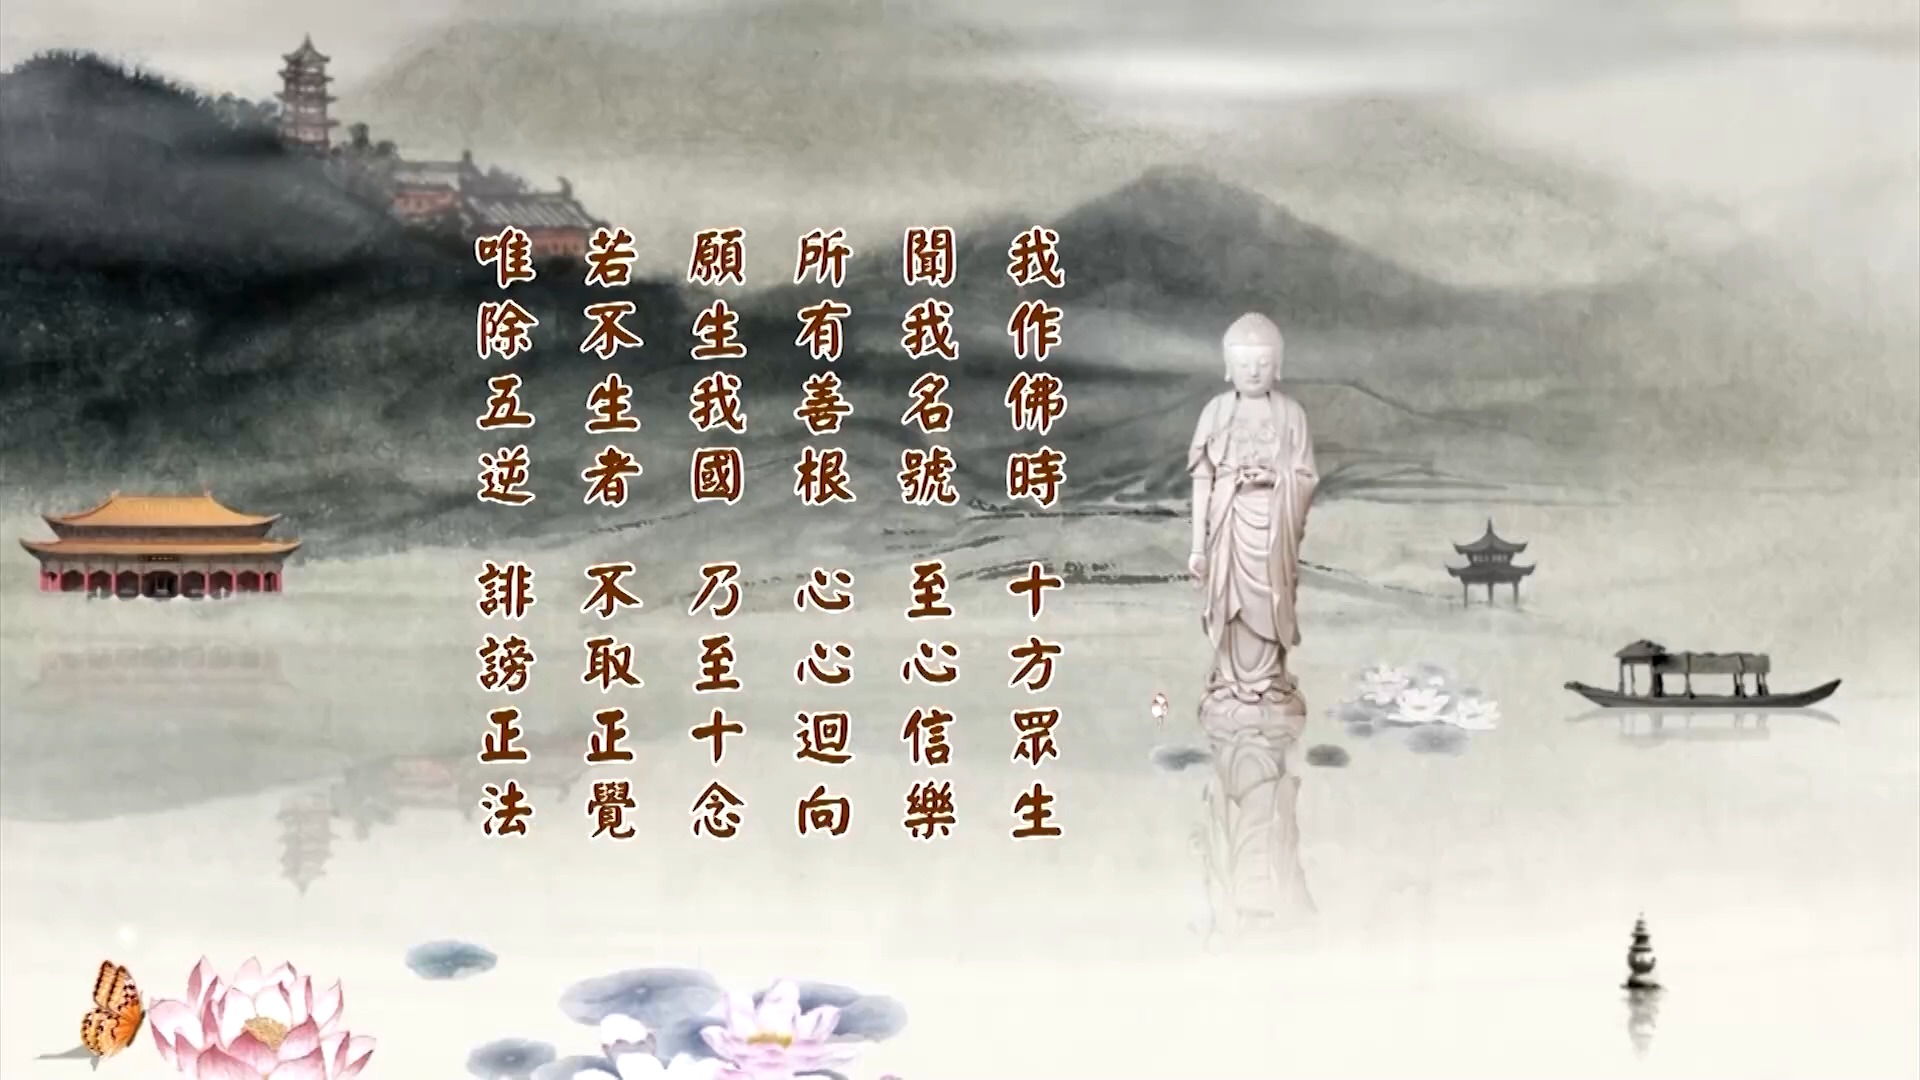 我作佛時 十方眾生
聞我名號 至心信樂
所有善根 心心迴向
願生我國 乃至十念
若不生者 不取正覺
唯除五逆 誹謗正法